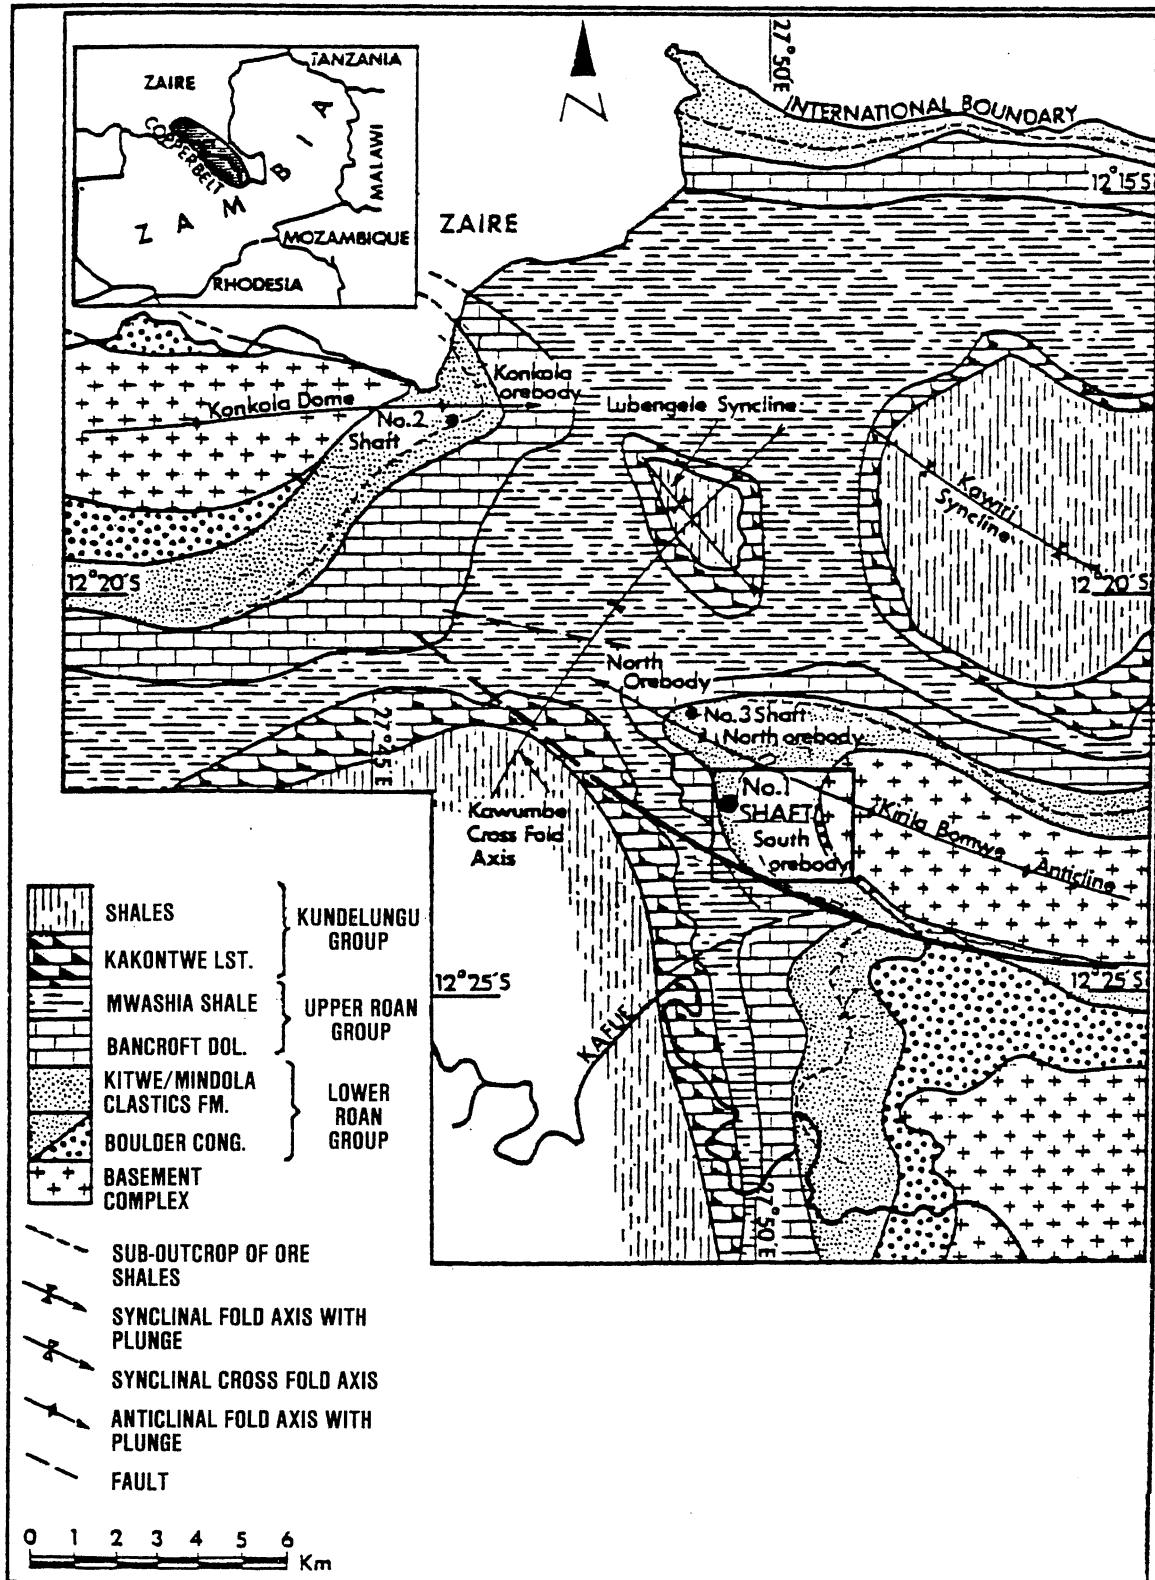 TANZANIA
ZAIRE
COPPERBELT
ZAMBIA
MALAWI
MOZAMBIQUE
RHODESIA
N
27°50'E
INTERNATIONAL BOUNDARY
12°15'S
ZAIRE
Konkola
orebody
Konkola Dome
No.2
Shaft
Lubengele Syncline
Kawiri
Syncline
12°20'S
12°20'S
North
Orebody
No.3 Shaft
North orebody
27°45'E
No.1
SHAFT
South
orebody
Kirila Bomwe Anticline
Kawumbe
Cross Fold
Axis
12°25'S
12°25'S
KAFUE
27°50'E
SHALES
KUNDELUNGU
GROUP
KAKONTWE LST.
MWASHIA SHALE
UPPER ROAN
GROUP
BANCROFT DOL.
KITWE/MINDOLA
CLASTICS FM.
LOWER
ROAN
GROUP
BOULDER CONG.
BASEMENT
COMPLEX
SUB-OUTCROP OF ORE
SHALES
SYNCLINAL FOLD AXIS WITH
PLUNGE
SYNCLINAL CROSS FOLD AXIS
ANTICLINAL FOLD AXIS WITH
PLUNGE
FAULT
0 1 2 3 4 5 6
Km